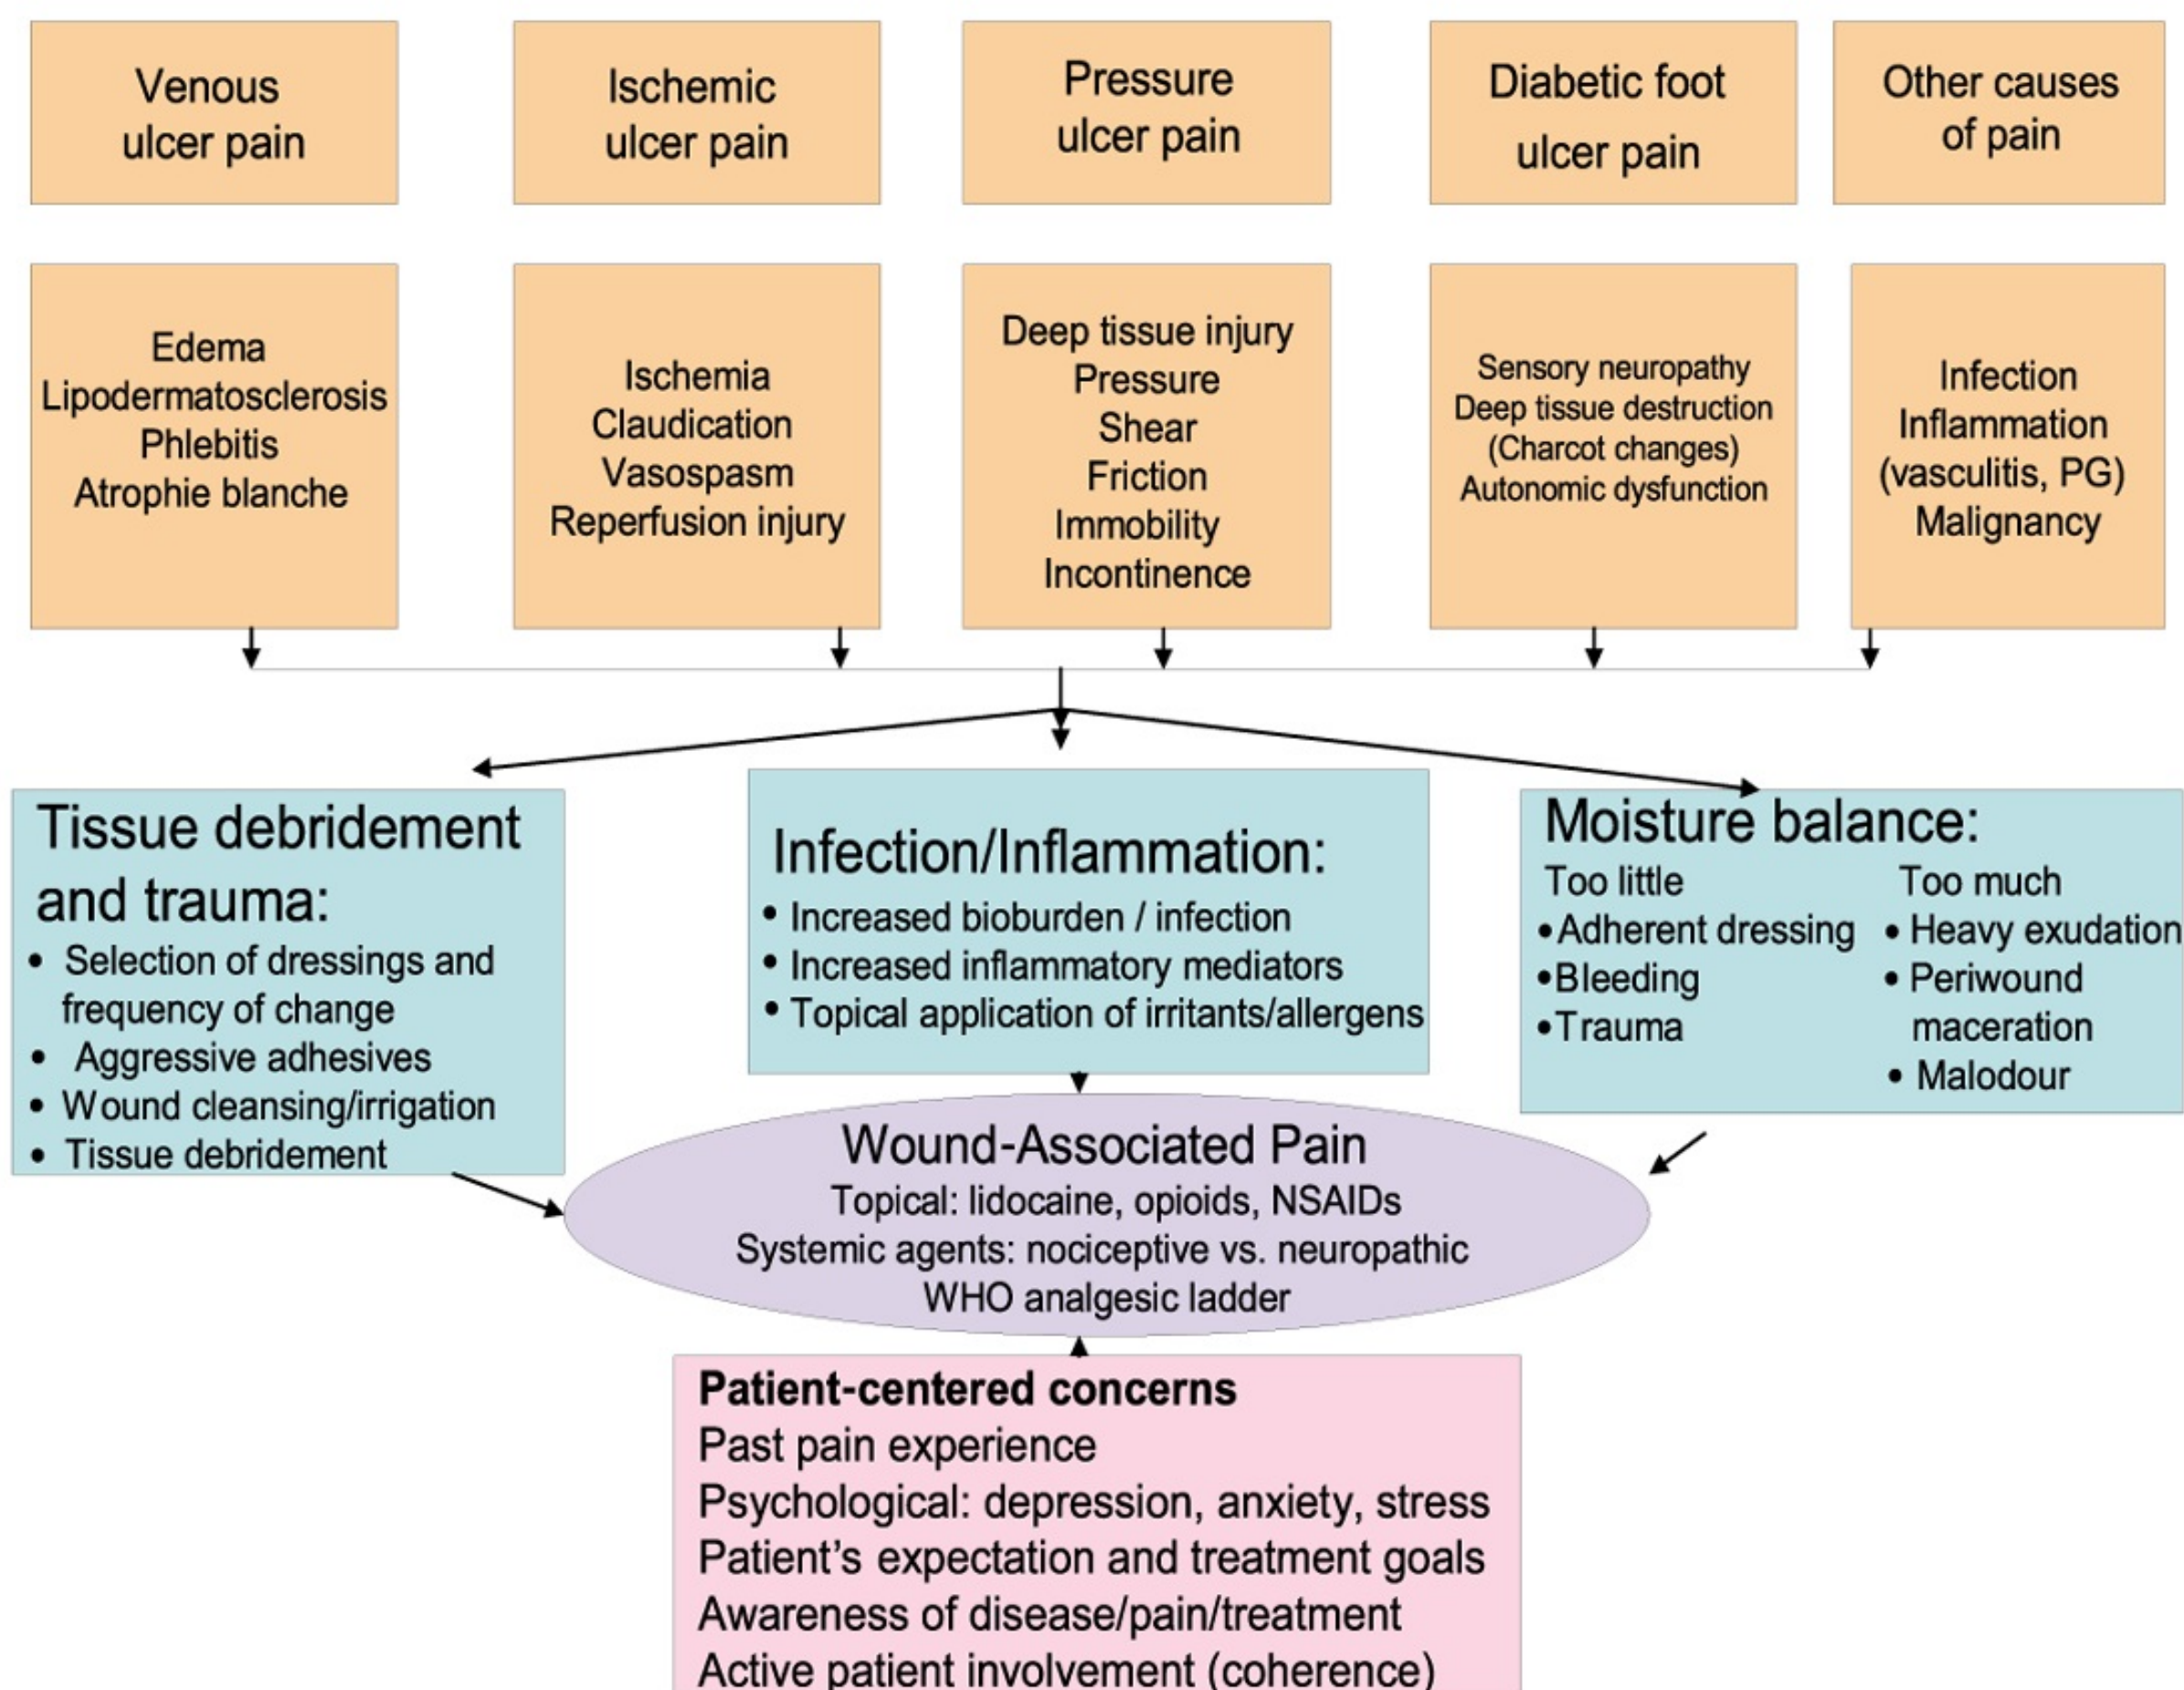 Venous
ulcer pain
Ischemic
ulcer pain
Pressure
ulcer pain
Diabetic foot
ulcer pain
Other causes
of pain
Edema
Lipodermatosclerosis
Phlebitis
Atrophie blanche
Ischemia
Claudication
Vasospasm
Reperfusion injury
Deep tissue injury
Pressure
Shear
Friction
Immobility
Incontinence
Sensory neuropathy
Deep tissue destruction
(Charcot changes)
Autonomic dysfunction
Infection
Inflammation
(vasculitis, PG)
Malignancy
Tissue debridement
and trauma:
• Selection of dressings and
frequency of change
• Aggressive adhesives
• Wound cleansing/irrigation
• Tissue debridement
Infection/Inflammation:
• Increased bioburden / infection
• Increased inflammatory mediators
• Topical application of irritants/allergens
Moisture balance:
Too little
•Adherent dressing
•Bleeding
•Trauma
Too much
• Heavy exudation
• Periwound
maceration
• Malodour
Wound-Associated Pain
Topical: lidocaine, opioids, NSAIDs
Systemic agents: nociceptive vs. neuropathic
WHO analgesic ladder
Patient-centered concerns
Past pain experience
Psychological: depression, anxiety, stress
Patient’s expectation and treatment goals
Awareness of disease/pain/treatment
Active patient involvement (coherence)